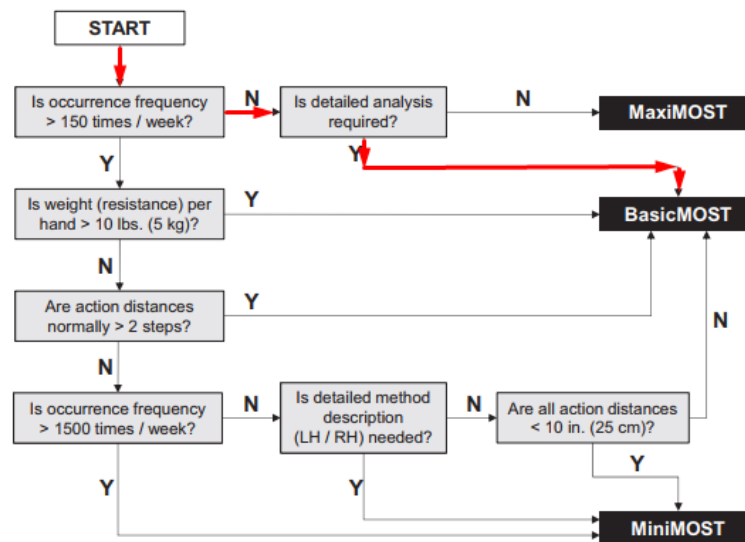 START
Is occurrence frequency
> 150 times / week?
N
Is detailed analysis
required?
N
MaxiMOST
Y
Y
Is weight (resistance) per
hand > 10 lbs. (5 kg)?
Y
BasicMOST
N
Are action distances
normally > 2 steps?
Y
N
N
Is occurrence frequency
> 1500 times / week?
N
Is detailed method
description
(LH / RH) needed?
N
Are all action distances
< 10 in. (25 cm)?
Y
Y
Y
MiniMOST